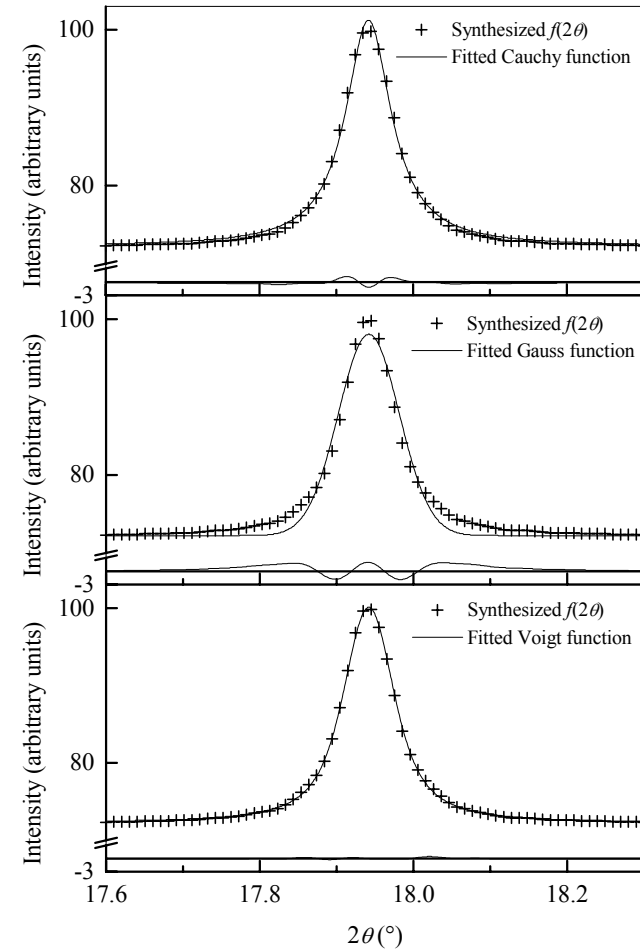 100
80
-3
Intensity (arbitrary units)
+ Synthesized f(2θ)
Fitted Cauchy function
100
80
-3
Intensity (arbitrary units)
+ Synthesized f(2θ)
Fitted Gauss function
100
80
-3
Intensity (arbitrary units)
+ Synthesized f(2θ)
Fitted Voigt function
17.6 17.8 18.0 18.2
2θ (°)